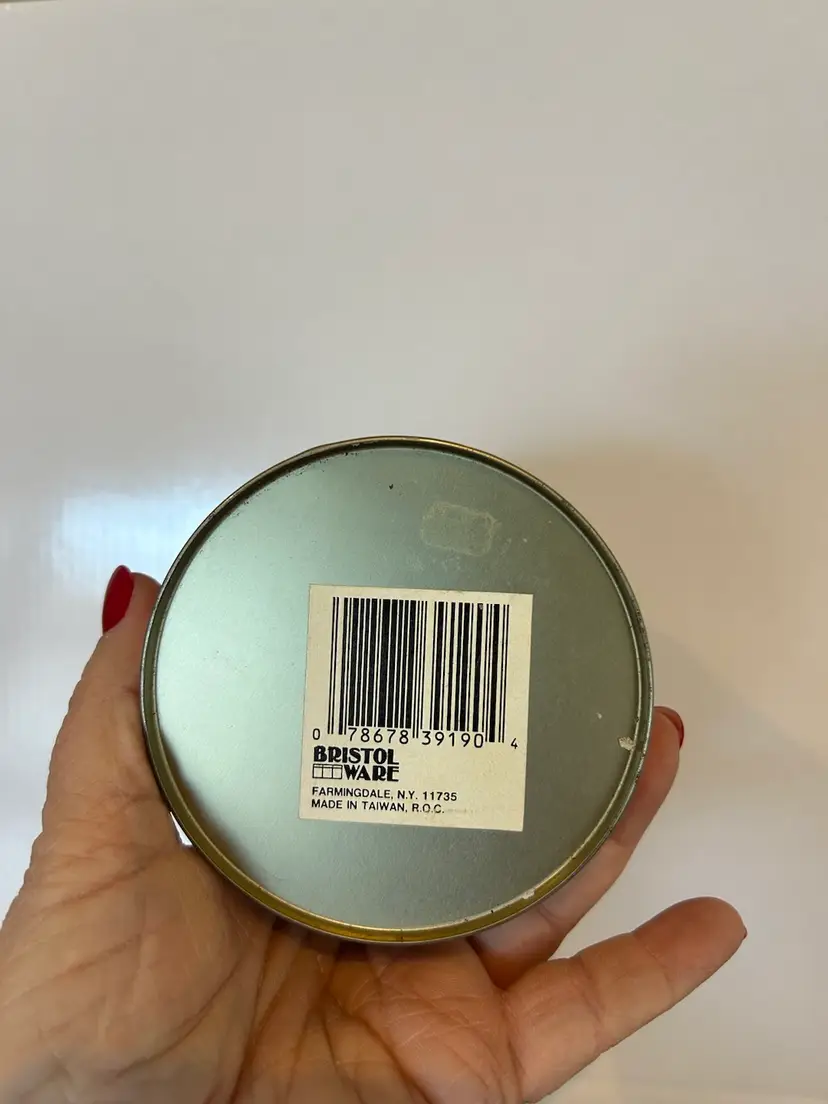 0 78678 39190 4
BRISTOL
WARE
FARMINGDALE, N.Y. 11735
MADE IN TAIWAN, R.O.C.